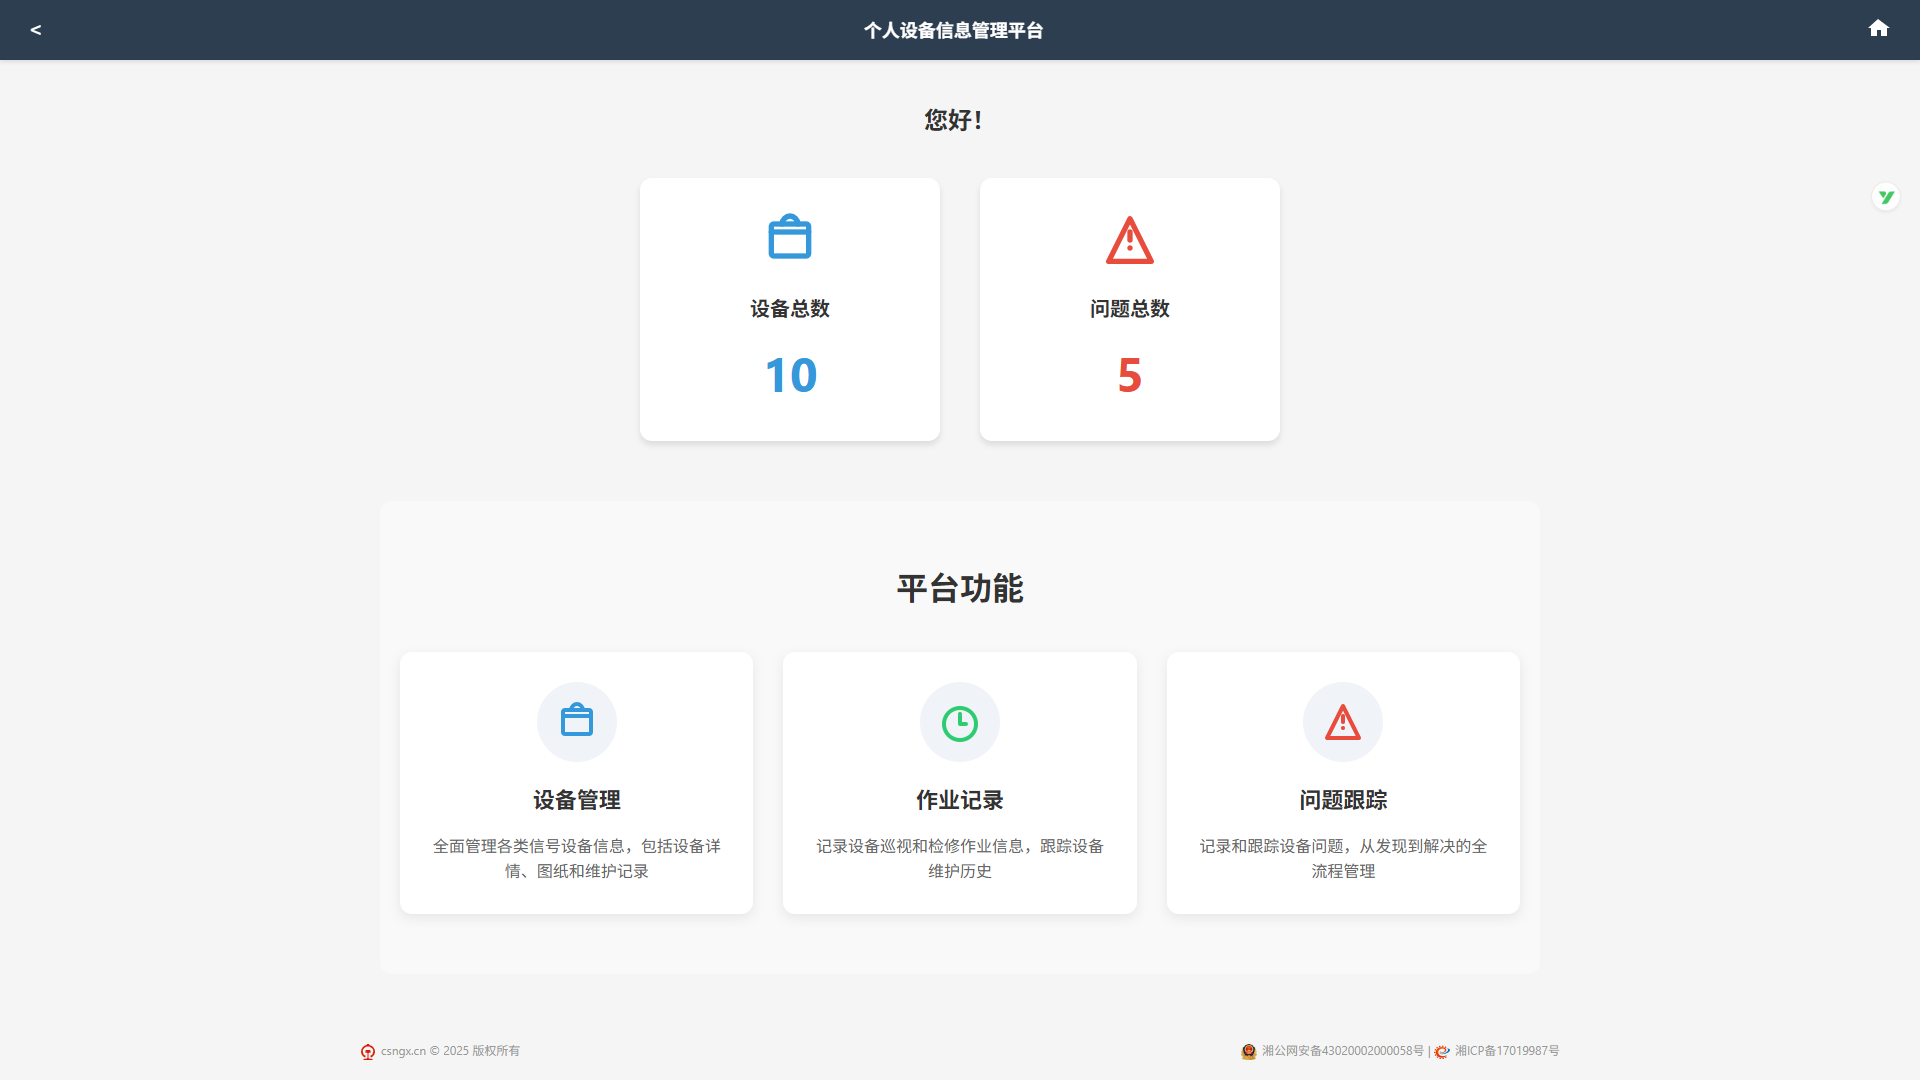 <
个人设备信息管理平台
您好！
设备总数
10
问题总数
5
平台功能
设备管理
全面管理各类信号设备信息，包括设备详
情、图纸和维护记录
作业记录
记录设备巡视和检修作业信息，跟踪设备
维护历史
问题跟踪
记录和跟踪设备问题，从发现到解决的全
流程管理
csngx.cn © 2025 版权所有
湘公网安备43020002000058号 | 湘ICP备17019987号